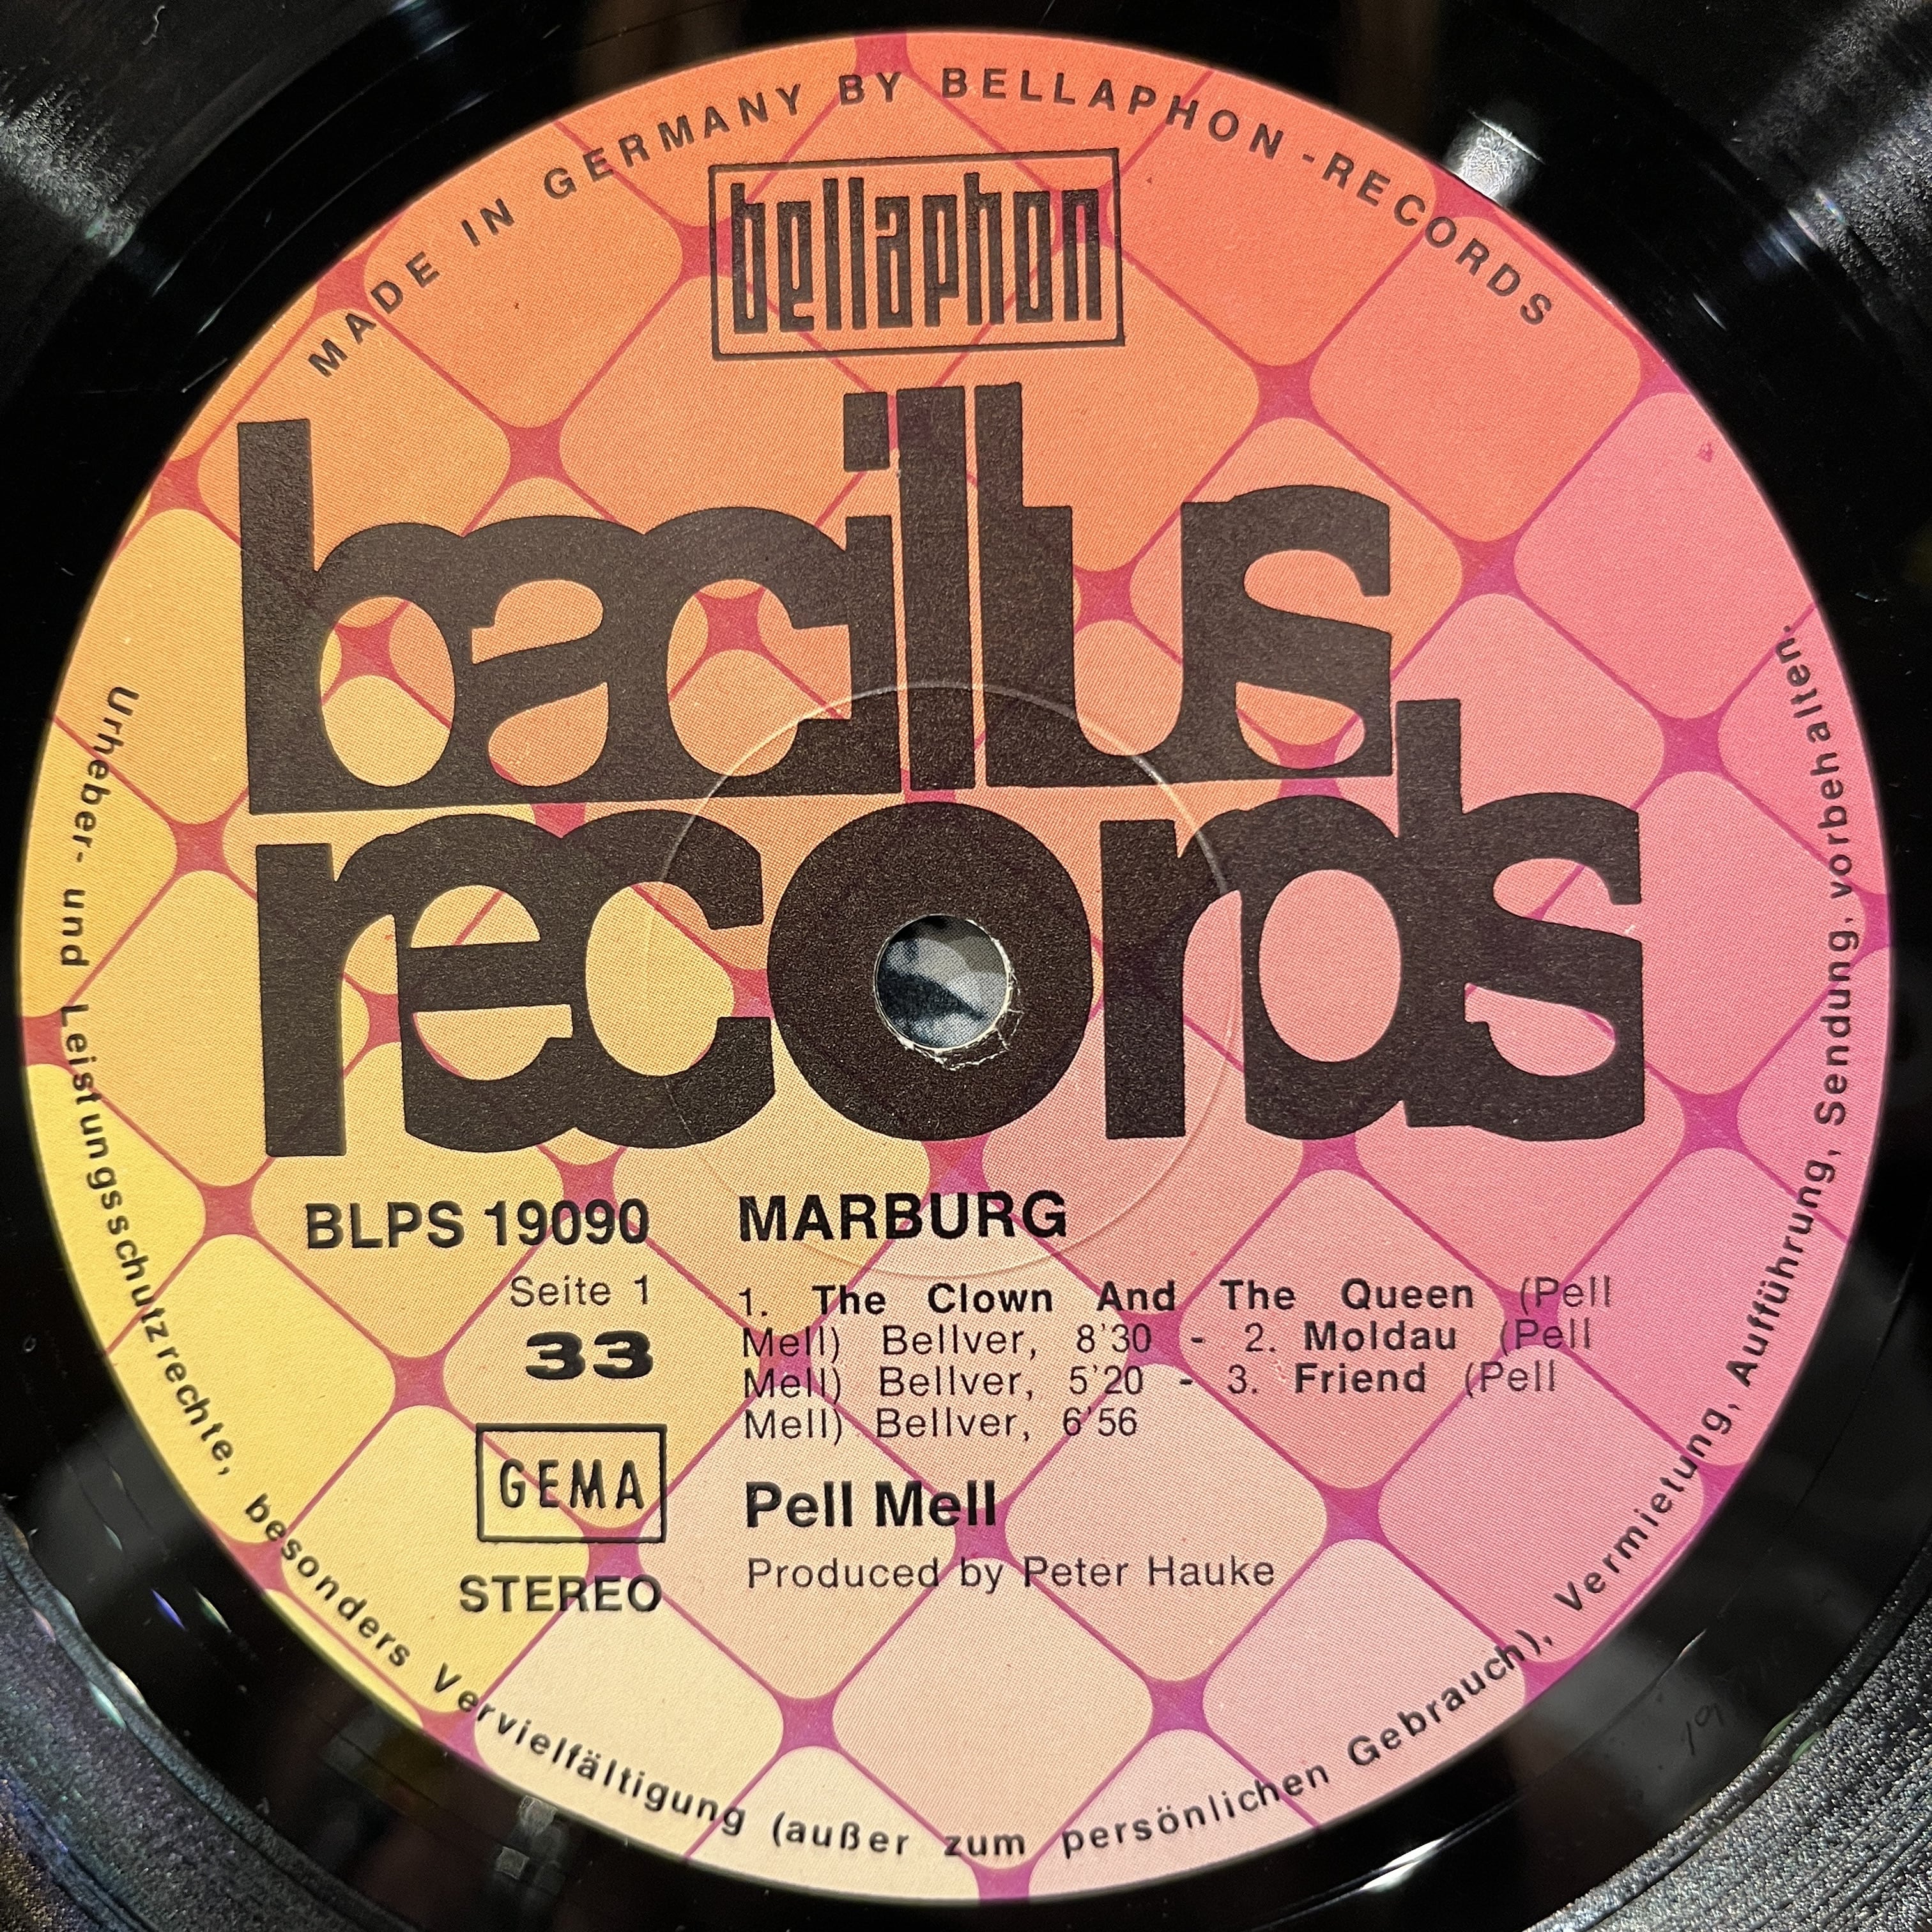 MADE IN GERMANY BY BELLAPHON-RECORDS
bellaphon
bacillus
records
BLPS 19090
Seite 1
33
GEMA
STEREO
MARBURG
1. The Clown And The Queen (Pell
Mell) Bellver, 8'30 - 2. Moldau (Pell
Mell) Bellver, 5'20 - 3. Friend (Pell
Mell) Bellver, 6'56
Pell Mell
Produced by Peter Hauke
Urheber- und Leistungsschutzrechte, besonders Vervielfältigung (außer zum persönlichen Gebrauch), Vermietung, Aufführung, Sendung, vorbehalten.